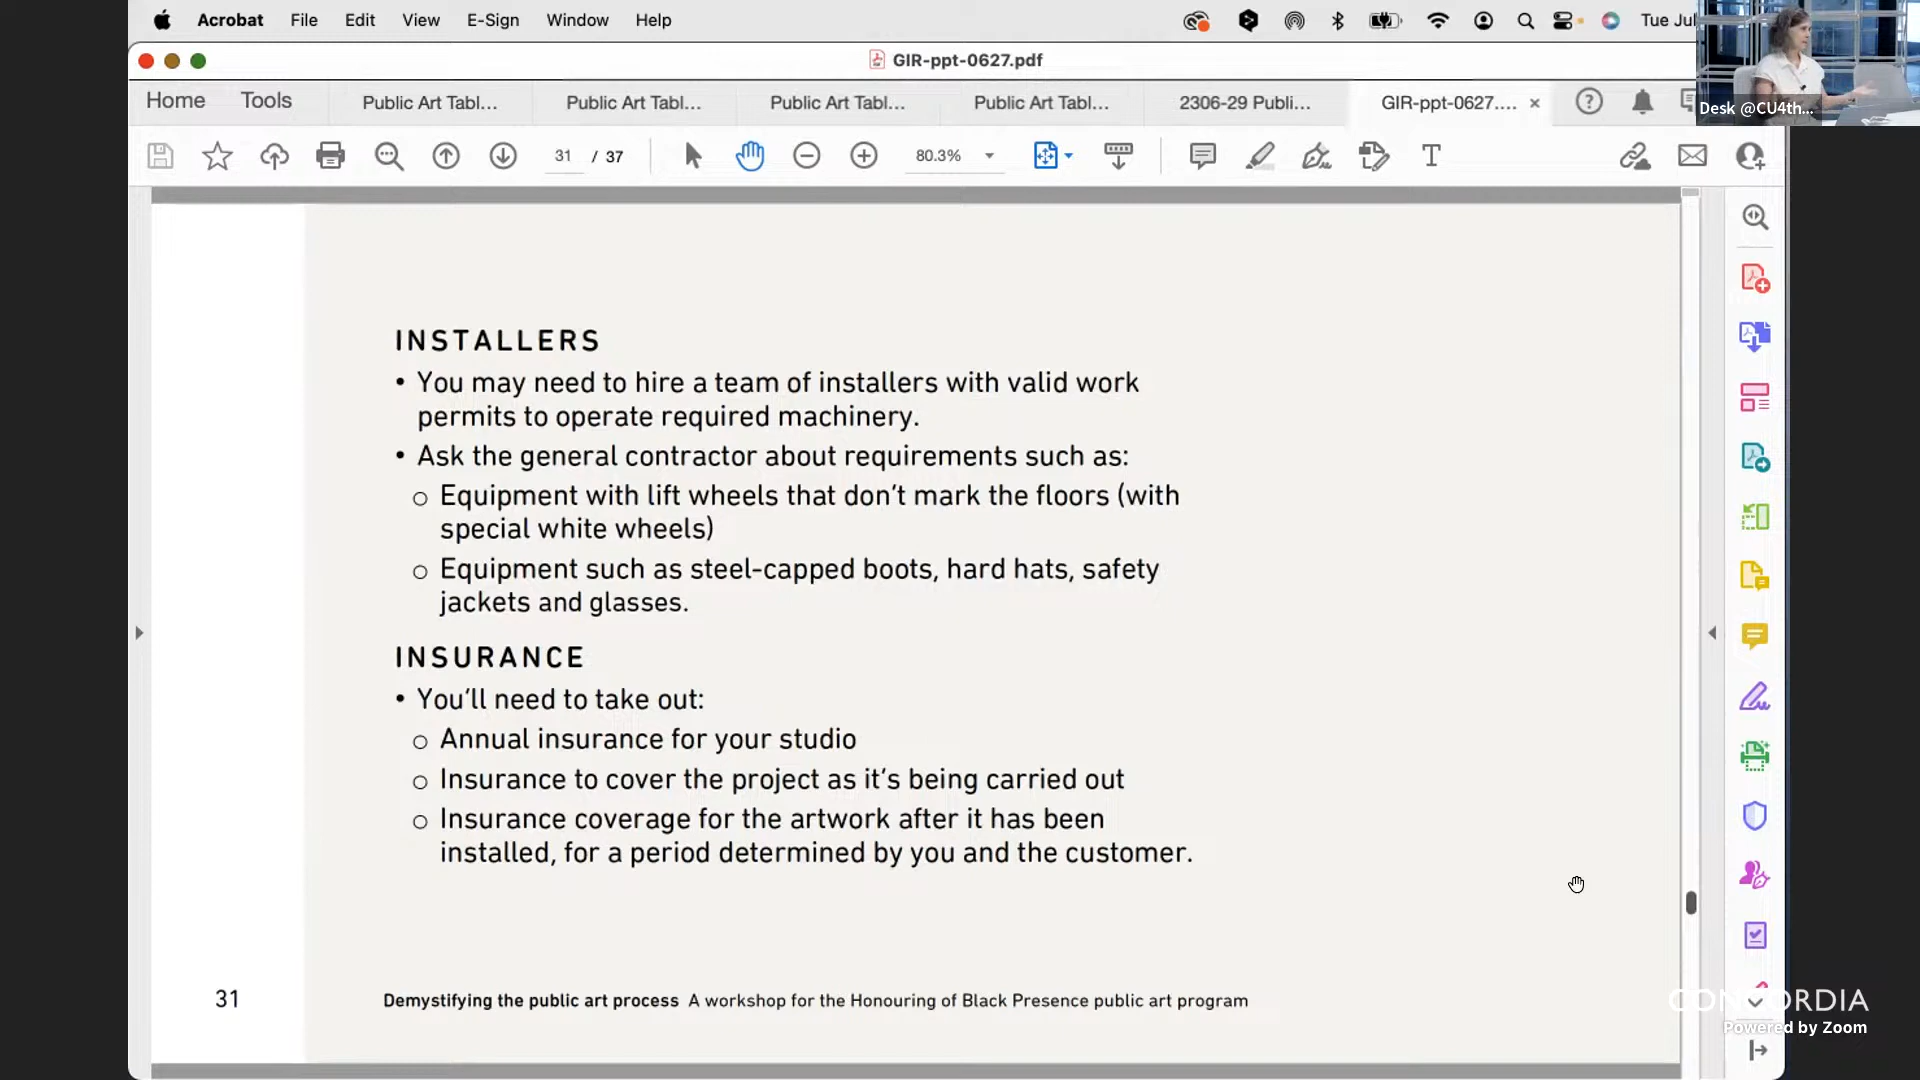 Acrobat File Edit View E-Sign Window Help Tue Jul
GIR-ppt-0627.pdf
Home Tools Public Art Tabl... Public Art Tabl... Public Art Tabl... Public Art Tabl... 2306-29 Publi... GIR-ppt-0627....
Desk @CU4th...
31 / 37 80.3%
INSTALLERS
• You may need to hire a team of installers with valid work
permits to operate required machinery.
• Ask the general contractor about requirements such as:
o Equipment with lift wheels that don't mark the floors (with
special white wheels)
o Equipment such as steel-capped boots, hard hats, safety
jackets and glasses.
INSURANCE
• You'll need to take out:
o Annual insurance for your studio
o Insurance to cover the project as it's being carried out
o Insurance coverage for the artwork after it has been
installed, for a period determined by you and the customer.
31 Demystifying the public art process A workshop for the Honouring of Black Presence public art program
CONCORDIA
Powered by Zoom